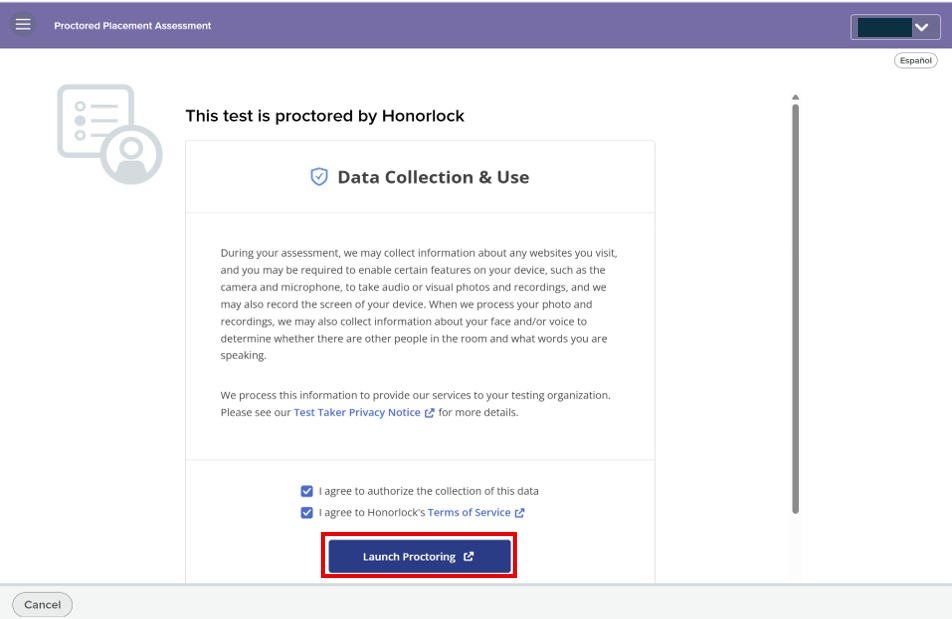 Proctored Placement Assessment
Español
This test is proctored by Honorlock
Data Collection & Use
During your assessment, we may collect information about any websites you visit,
and you may be required to enable certain features on your device, such as the
camera and microphone, to take audio or visual photos and recordings, and we
may also record the screen of your device. When we process your photo and
recordings, we may also collect information about your face and/or voice to
determine whether there are other people in the room and what words you are
speaking.
We process this information to provide our services to your testing organization.
Please see our Test Taker Privacy Notice for more details.
I agree to authorize the collection of this data
I agree to Honorlock's Terms of Service
Launch Proctoring
Cancel